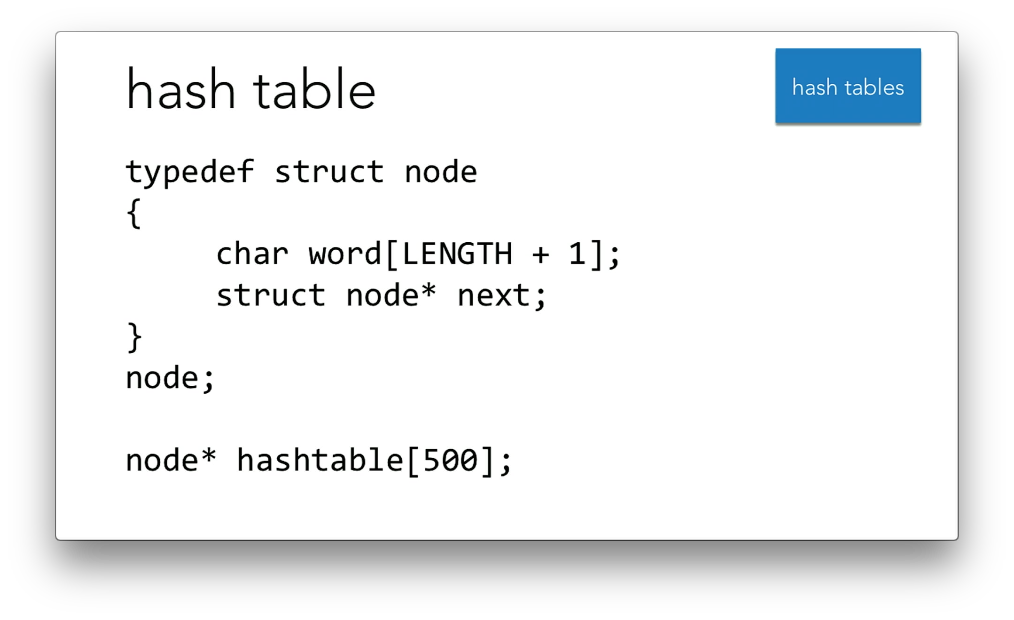 hash table
hash tables
typedef struct node
{
char word[LENGTH + 1];
struct node* next;
}
node;
node* hashtable[500];